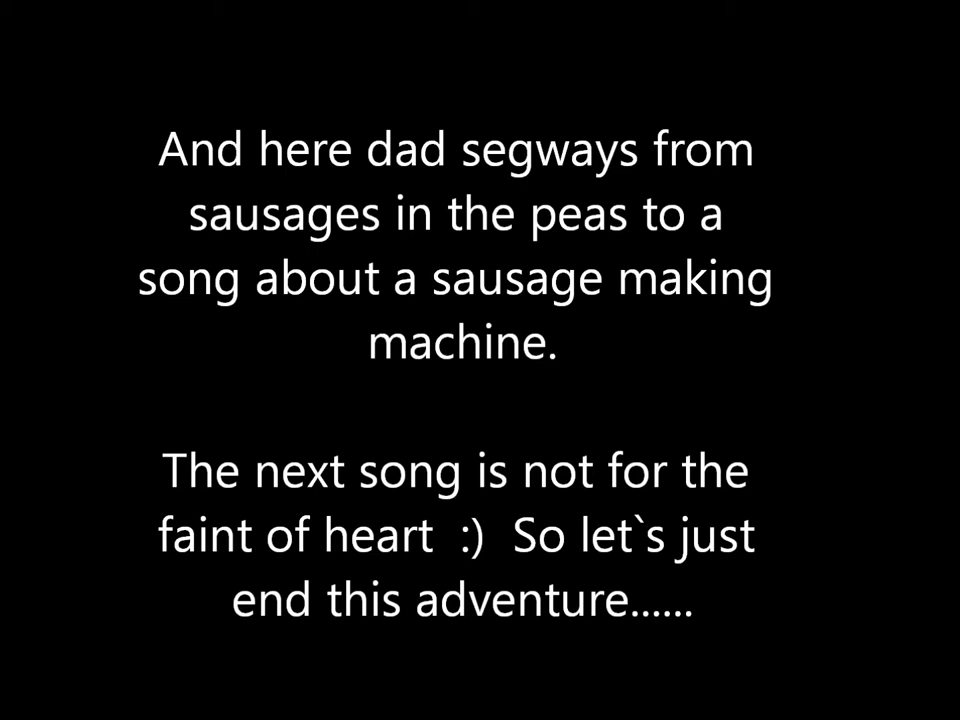 And here dad segways from
sausages in the peas to a
song about a sausage making
machine.
The next song is not for the
faint of heart  :)  So let`s just
end this adventure......